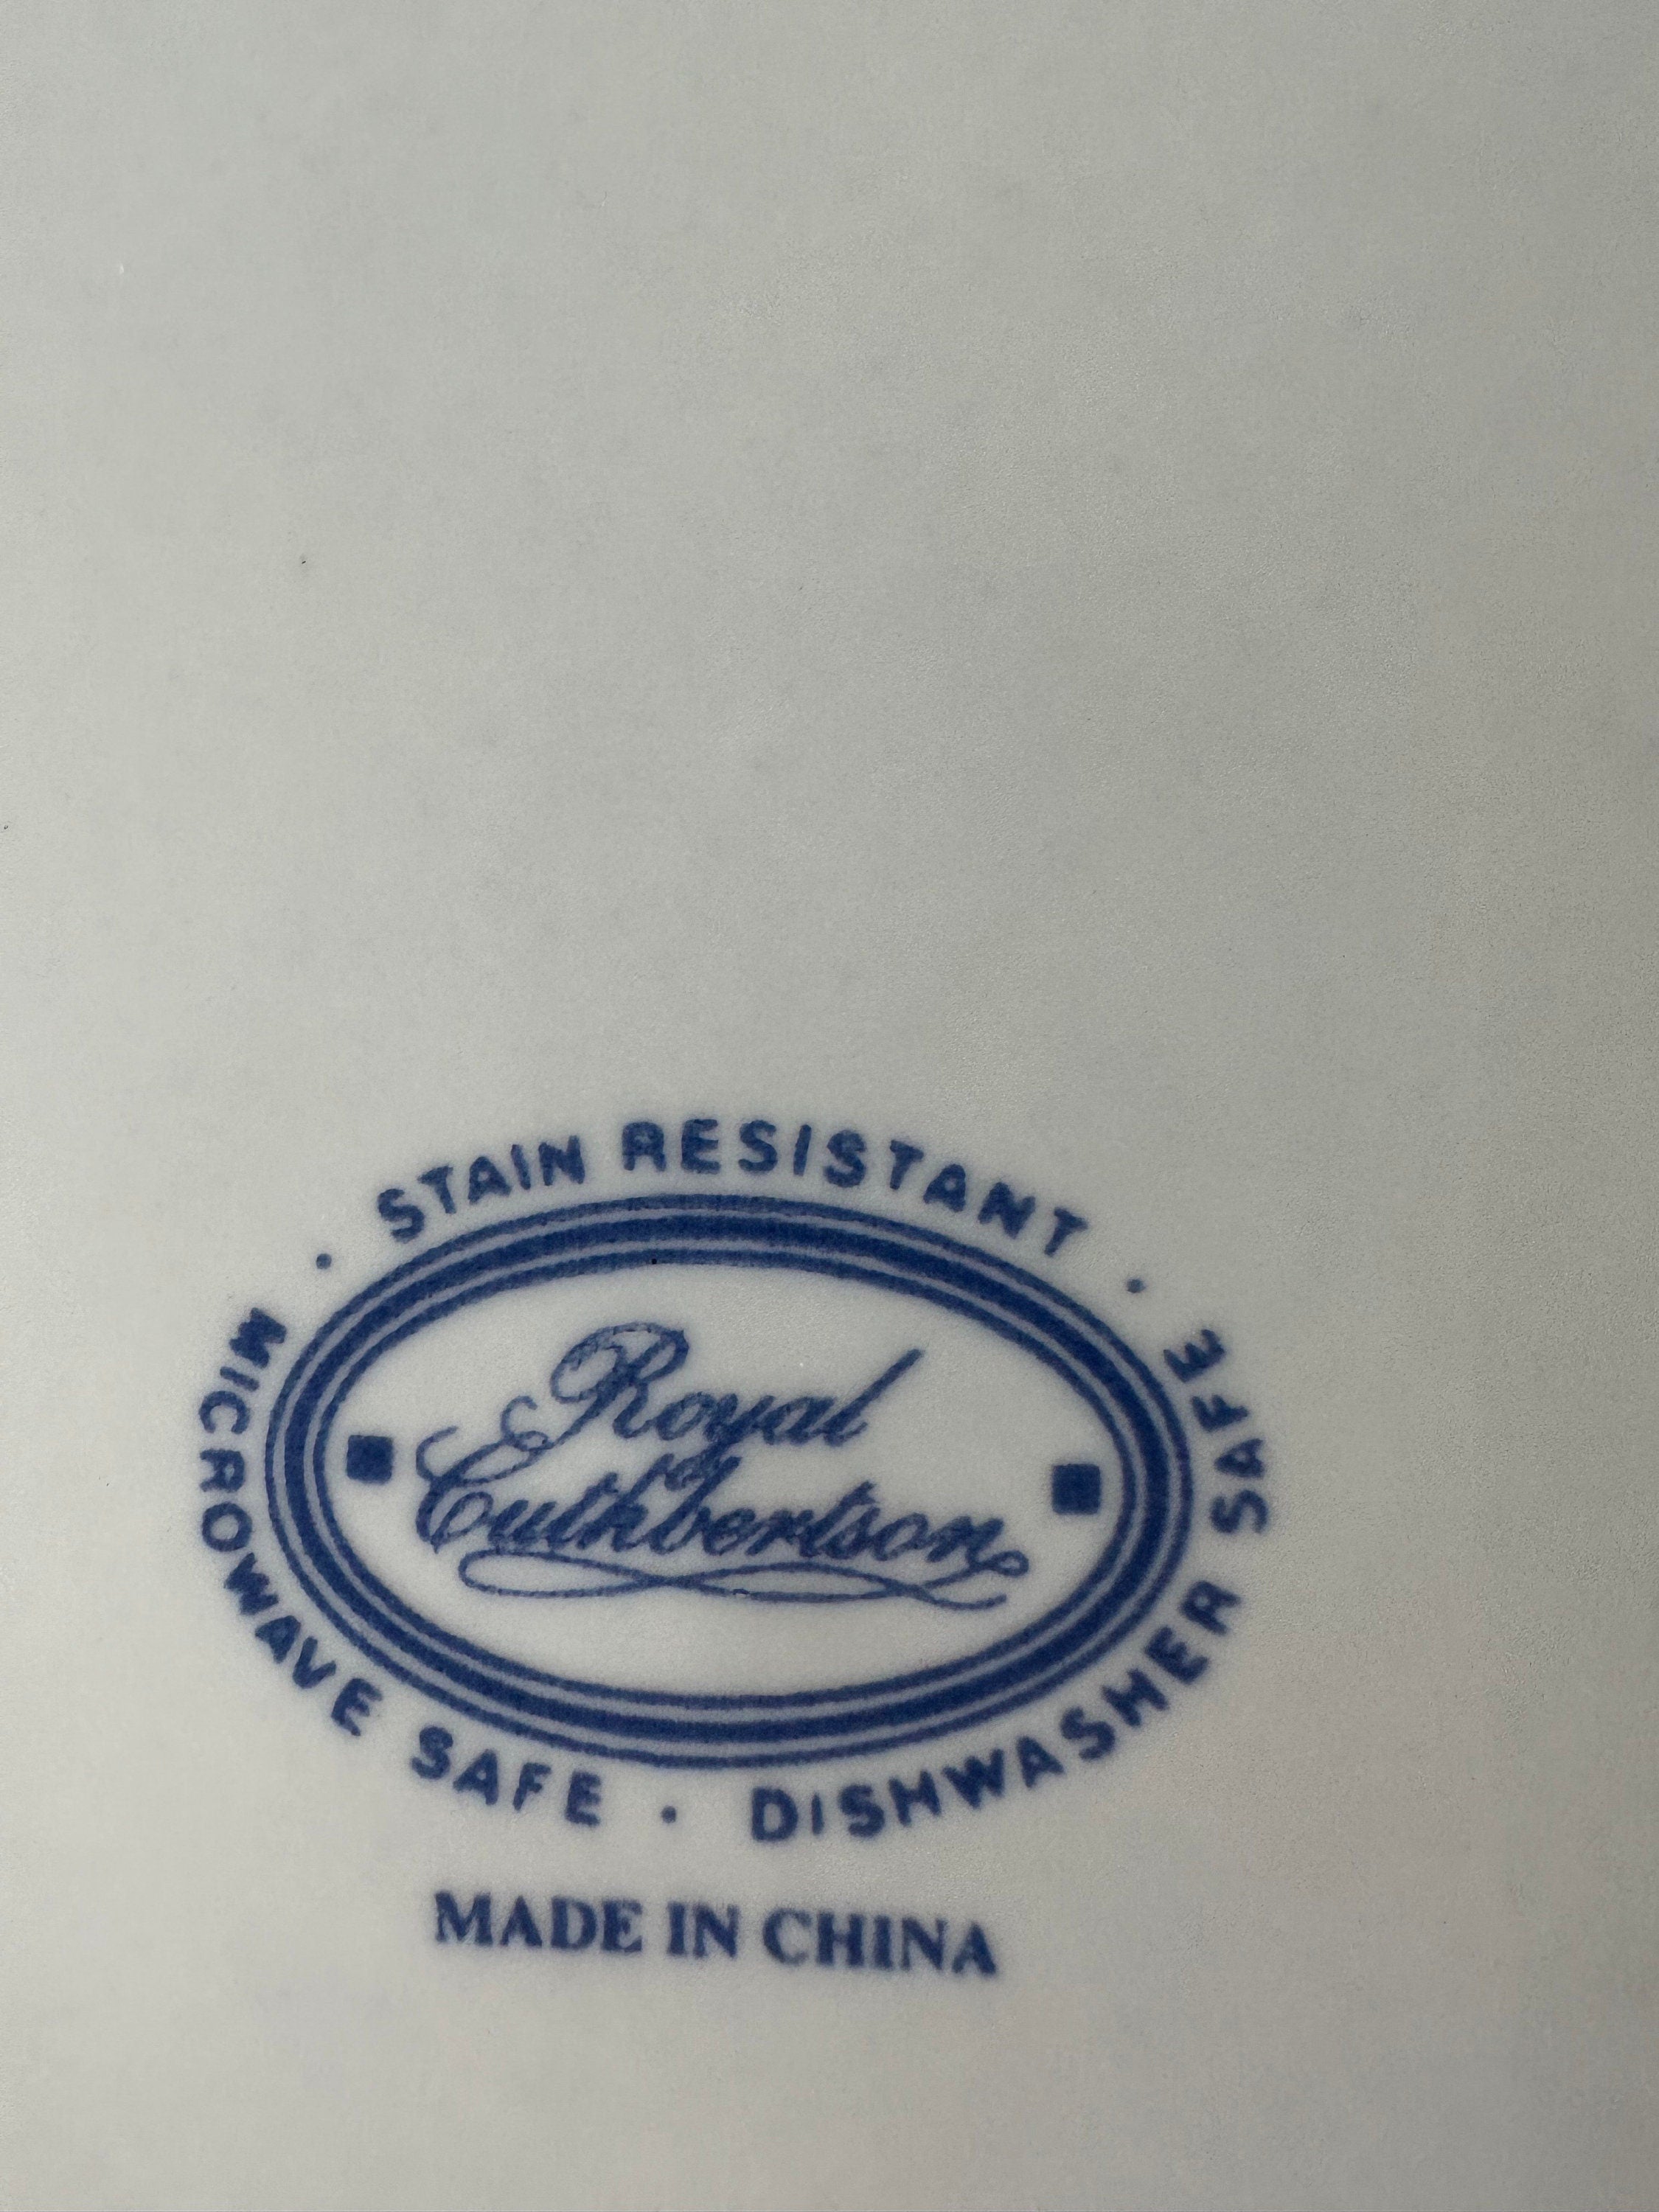 • STAIN RESISTANT •
Royal
Cuthbertson
MICROWAVE SAFE • DISHWASHER SAFE
MADE IN CHINA